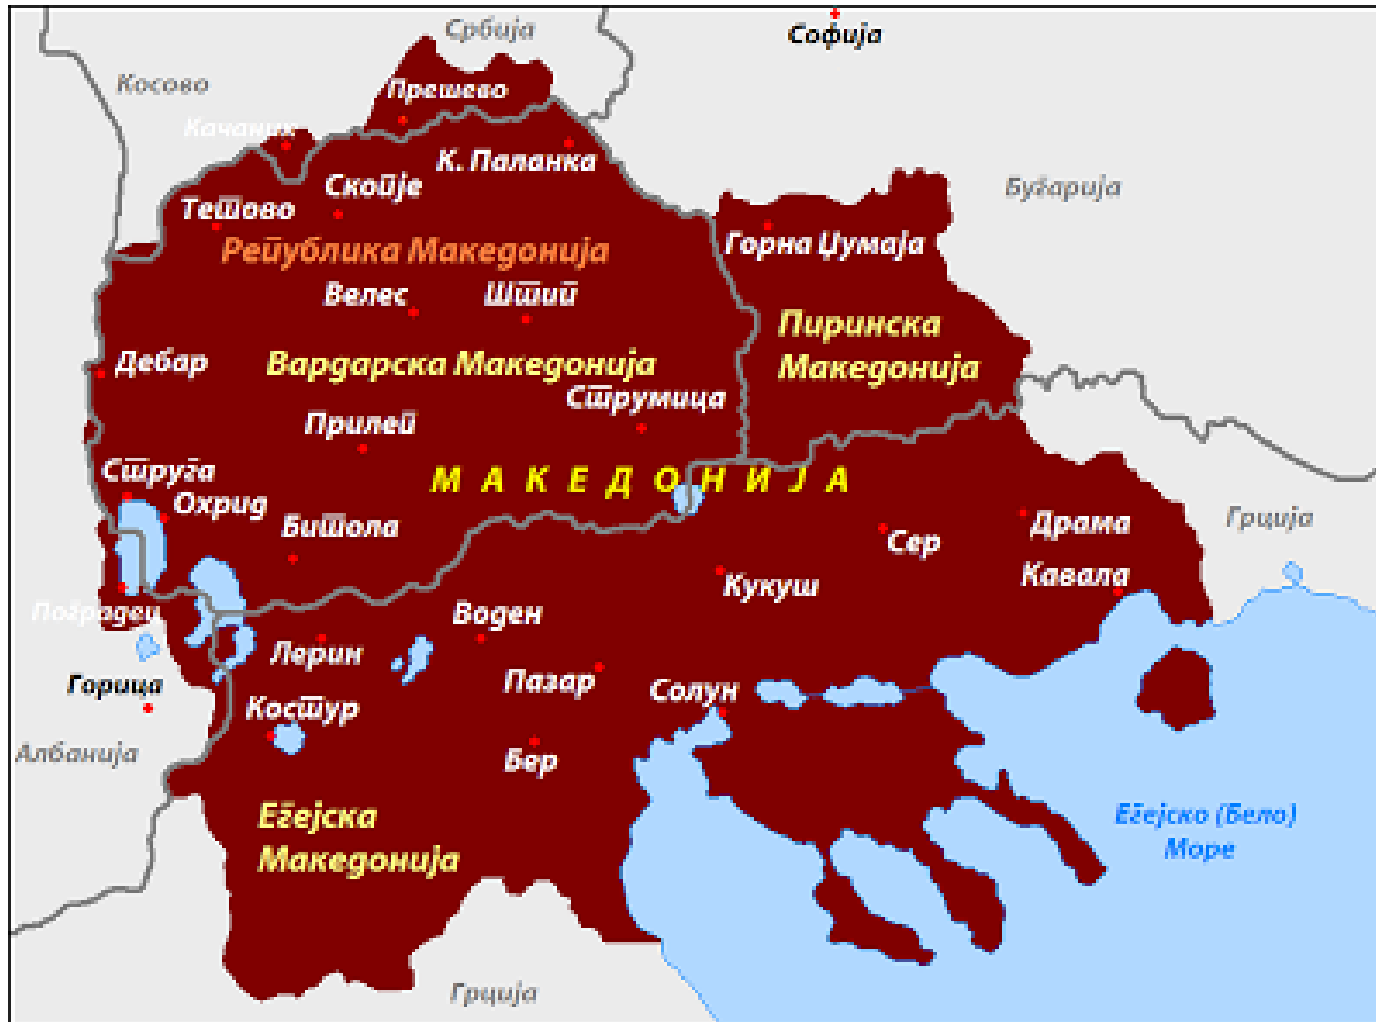 Србија
Софија
Косово
Прешево
Качаник
К. Паланка
Скопје
Бугарија
Тетово
Република Македонија
Горна Џумаја
Велес
Штип
Пиринска
Македонија
Дебар
Вардарска Македонија
Струмица
Прилеп
Струга
МАКЕДОНИЈА
Охрид
Битола
Сер
Драма
Грција
Кукуш
Кавала
Поградец
Воден
Лерин
Горица
Пазар
Солун
Костур
Албанија
Бер
Егејска
Македонија
Егејско (Бело)
Море
Грција